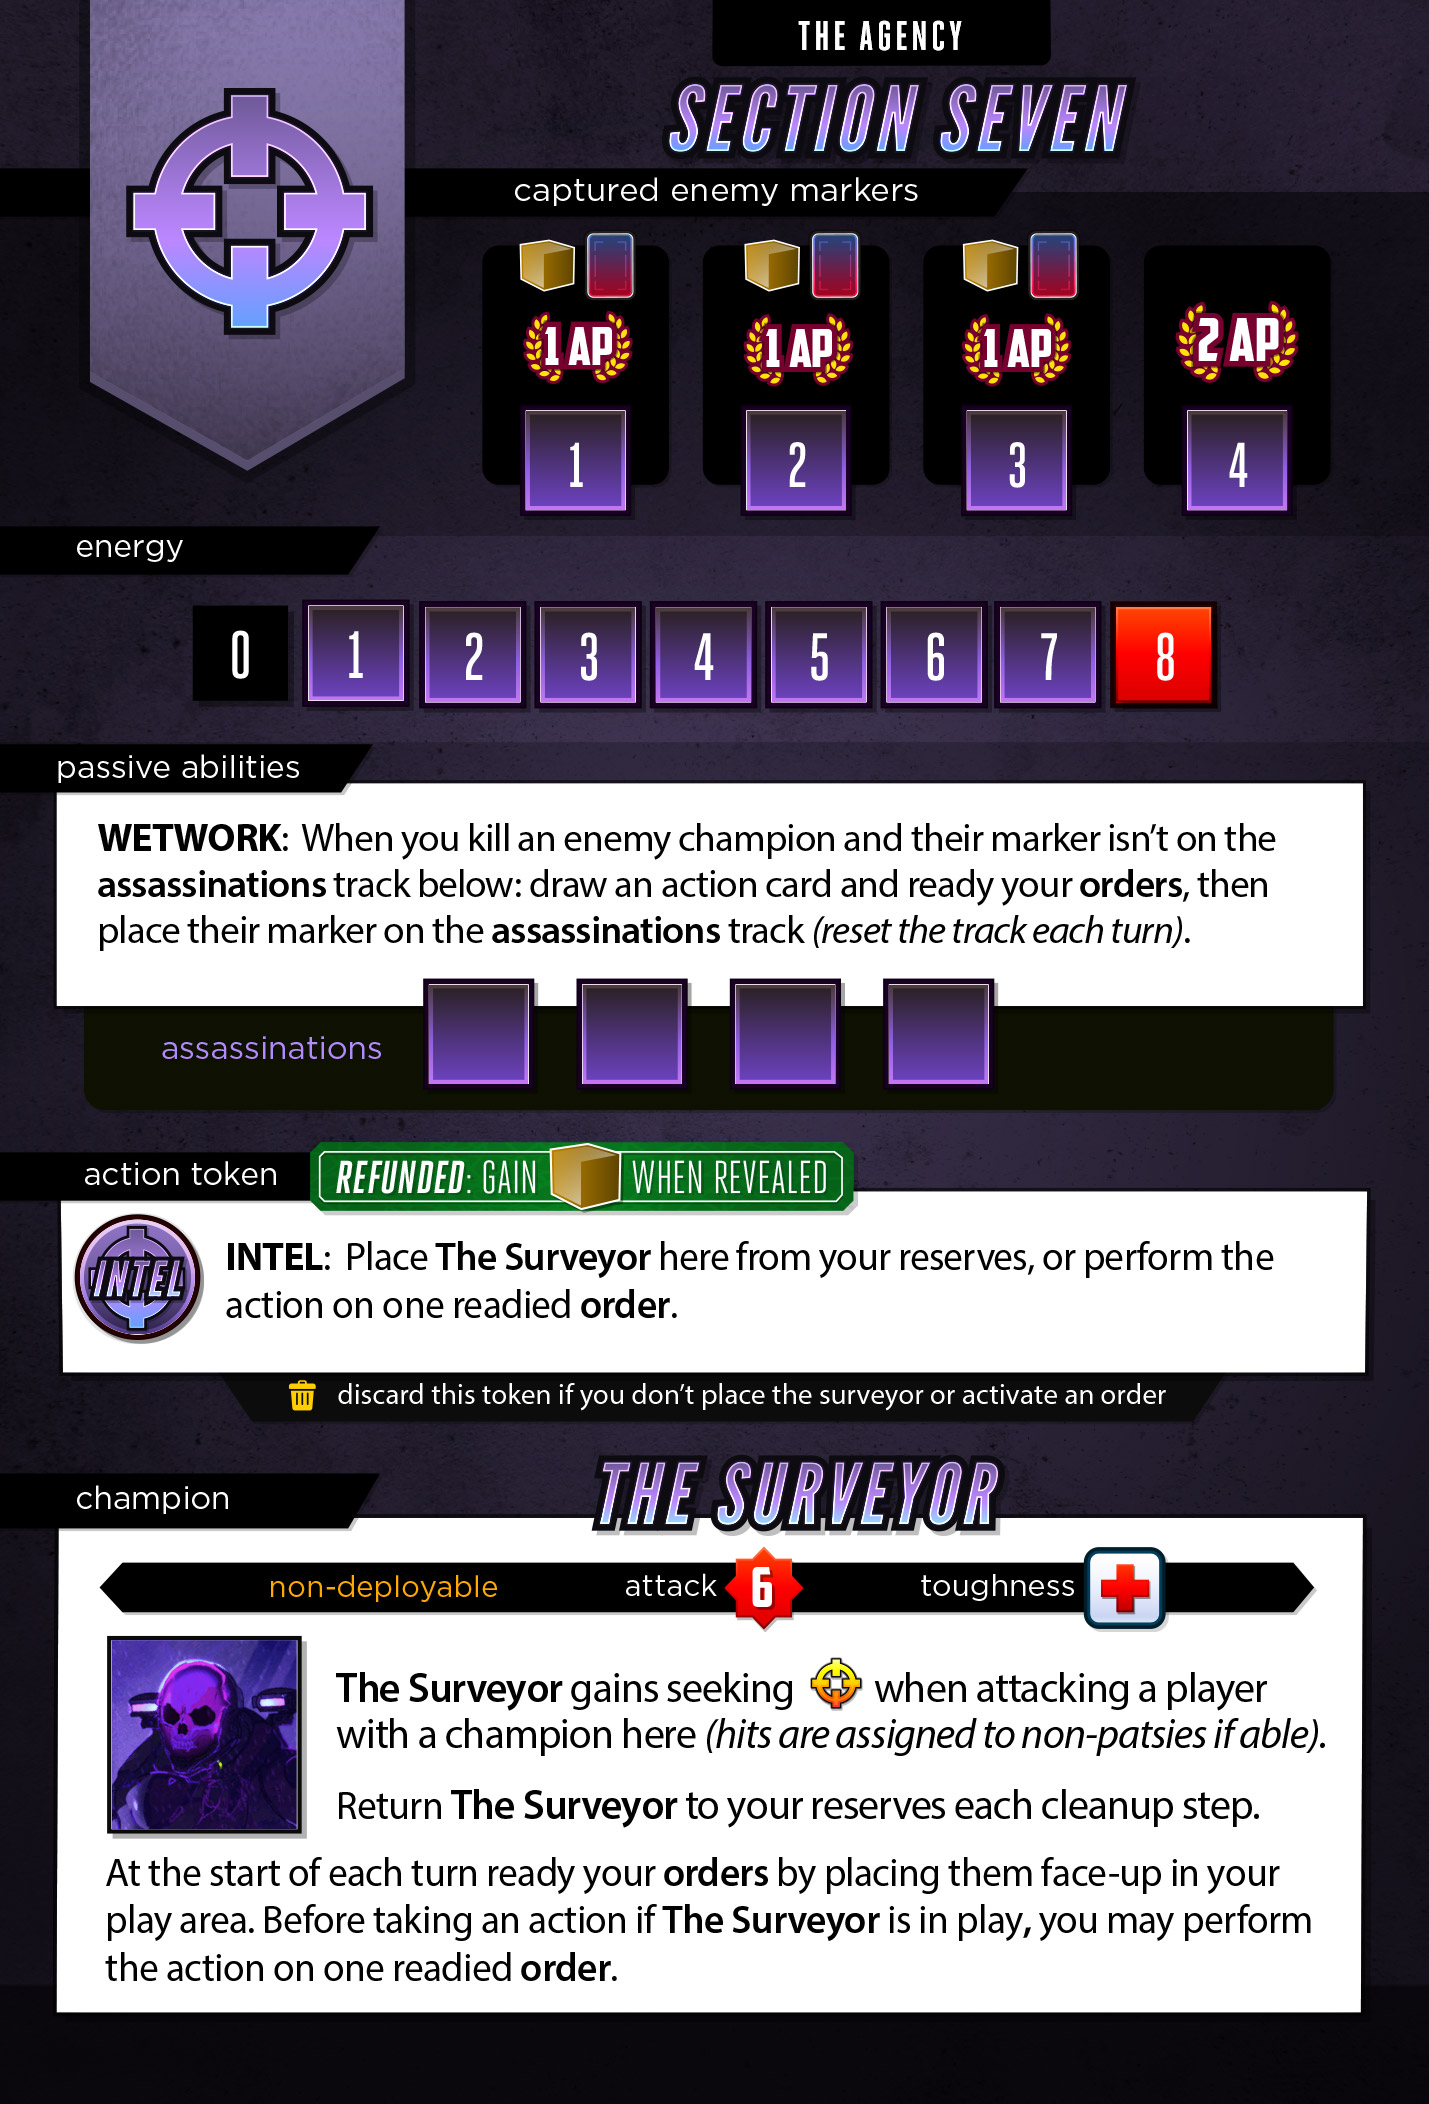 THE AGENCY
SECTION SEVEN
captured enemy markers
1 AP 1 AP 1 AP 2 AP
1 2 3 4
energy
0 1 2 3 4 5 6 7 8
passive abilities
WETWORK: When you kill an enemy champion and their marker isn't on the
assassinations track below: draw an action card and ready your orders, then
place their marker on the assassinations track (reset the track each turn).
assassinations
action token REFUNDED: GAIN WHEN REVEALED
INTEL
INTEL: Place The Surveyor here from your reserves, or perform the
action on one readied order.
discard this token if you don't place the surveyor or activate an order
champion
THE SURVEYOR
non-deployable attack 6 toughness
The Surveyor gains seeking when attacking a player
with a champion here (hits are assigned to non-patsies if able).
Return The Surveyor to your reserves each cleanup step.
At the start of each turn ready your orders by placing them face-up in your
play area. Before taking an action if The Surveyor is in play, you may perform
the action on one readied order.